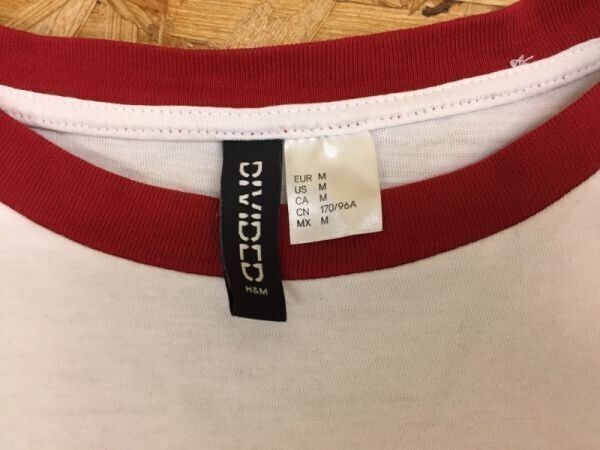 DIVIDED
H&M
EUR M
US M
CA M
CN 170/96A
MX M